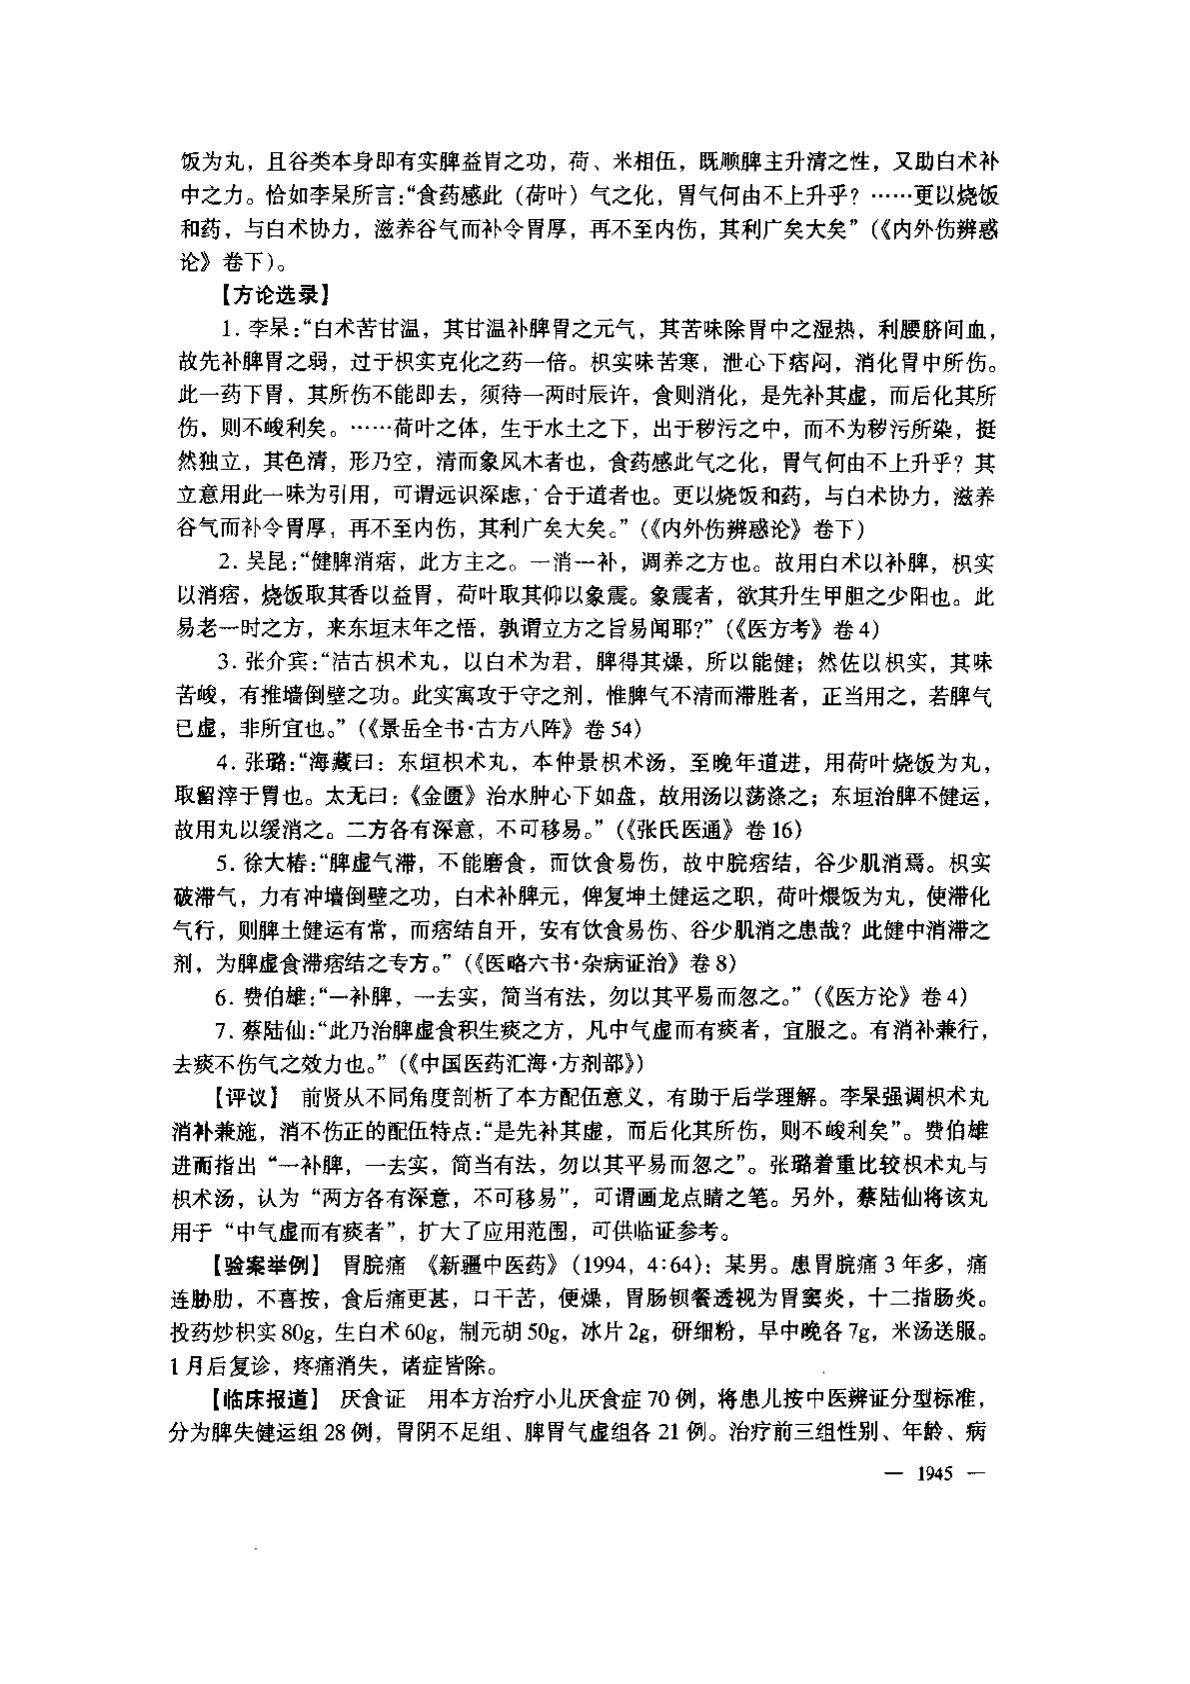 饭为丸，且谷类本身即有实脾益胃之功，荷、米相伍，既顺脾主升清之性，又助白术补
中之力。恰如李杲所言：“食药感此（荷叶）气之化，胃气何由不上升乎？……更以烧饭
和药，与白术协力，滋养谷气而补令胃厚，再不至内伤，其利广矣大矣”（《内外伤辨惑
论》卷下）。
【方论选录】
1. 李杲：“白术苦甘温，其甘温补脾胃之元气，其苦味除胃中之湿热，利腰脐间血，
故先补脾胃之弱，过于枳实克化之药一倍。枳实味苦寒，泄心下痞闷，消化胃中所伤。
此一药下胃，其所伤不能即去，须待一两时辰许，食则消化，是先补其虚，而后化其所
伤，则不峻利矣。……荷叶之体，生于水土之下，出于秽污之中，而不为秽污所染，挺
然独立，其色清，形乃空，清而象风木者也，食药感此气之化，胃气何由不上升乎？其
立意用此一味为引用，可谓远识深虑，合于道者也。更以烧饭和药，与白术协力，滋养
谷气而补令胃厚，再不至内伤，其利广矣大矣。”（《内外伤辨惑论》卷下）
2. 吴昆：“健脾消痞，此方主之。一消一补，调养之方也。故用白术以补脾，枳实
以消痞，烧饭取其香以益胃，荷叶取其仰以象震。象震者，欲其升生甲胆之少阳也。此
易老一时之方，来东垣末年之悟，孰谓立方之旨易闻耶?”（《医方考》卷 4）
3. 张介宾：“洁古枳术丸，以白术为君，脾得其燥，所以能健；然佐以枳实，其味
苦峻，有推墙倒壁之功。此实寓攻于守之剂，惟脾气不清而滞胜者，正当用之，若脾气
已虚，非所宜也。”（《景岳全书·古方八阵》卷 54）
4. 张璐：“海藏曰：东垣枳术丸，本仲景枳术汤，至晚年道进，用荷叶烧饭为丸，
取留滓于胃也。太无曰：《金匮》治水肿心下如盘，故用汤以荡涤之；东垣治脾不健运，
故用丸以缓消之。二方各有深意，不可移易。”（《张氏医通》卷 16）
5. 徐大椿：“脾虚气滞，不能磨食，而饮食易伤，故中脘痞结，谷少肌消焉。枳实
破滞气，力有冲墙倒壁之功，白术补脾元，俾复坤土健运之职，荷叶煨饭为丸，使滞化
气行，则脾土健运有常，而痞结自开，安有饮食易伤、谷少肌消之患哉？此健中消滞之
剂，为脾虚食滞痞结之专方。”（《医略六书·杂病证治》卷 8）
6. 费伯雄：“一补脾，一去实，简当有法，勿以其平易而忽之。”（《医方论》卷 4）
7. 蔡陆仙：“此乃治脾虚食积生痰之方，凡中气虚而有痰者，宜服之。有消补兼行，
去痰不伤气之效力也。”（《中国医药汇海·方剂部》）
【评议】 前贤从不同角度剖析了本方配伍意义，有助于后学理解。李杲强调枳术丸
消补兼施，消不伤正的配伍特点：“是先补其虚，而后化其所伤，则不峻利矣”。费伯雄
进而指出“一补脾，一去实，简当有法，勿以其平易而忽之”。张璐着重比较枳术丸与
枳术汤，认为“两方各有深意，不可移易”，可谓画龙点睛之笔。另外，蔡陆仙将该丸
用于“中气虚而有痰者”，扩大了应用范围，可供临证参考。
【验案举例】 胃脘痛 《新疆中医药》（1994，4:64）：某男。患胃脘痛 3 年多，痛
连胁肋，不喜按，食后痛更甚，口干苦，便燥，胃肠钡餐透视为胃窦炎，十二指肠炎。
投药炒枳实 80g，生白术 60g，制元胡 50g，冰片 2g，研细粉，早中晚各 7g，米汤送服。
1 月后复诊，疼痛消失，诸症皆除。
【临床报道】 厌食证 用本方治疗小儿厌食症 70 例，将患儿按中医辨证分型标准，
分为脾失健运组 28 例，胃阴不足组、脾胃气虚组各 21 例。治疗前三组性别、年龄、病
— 1945 —